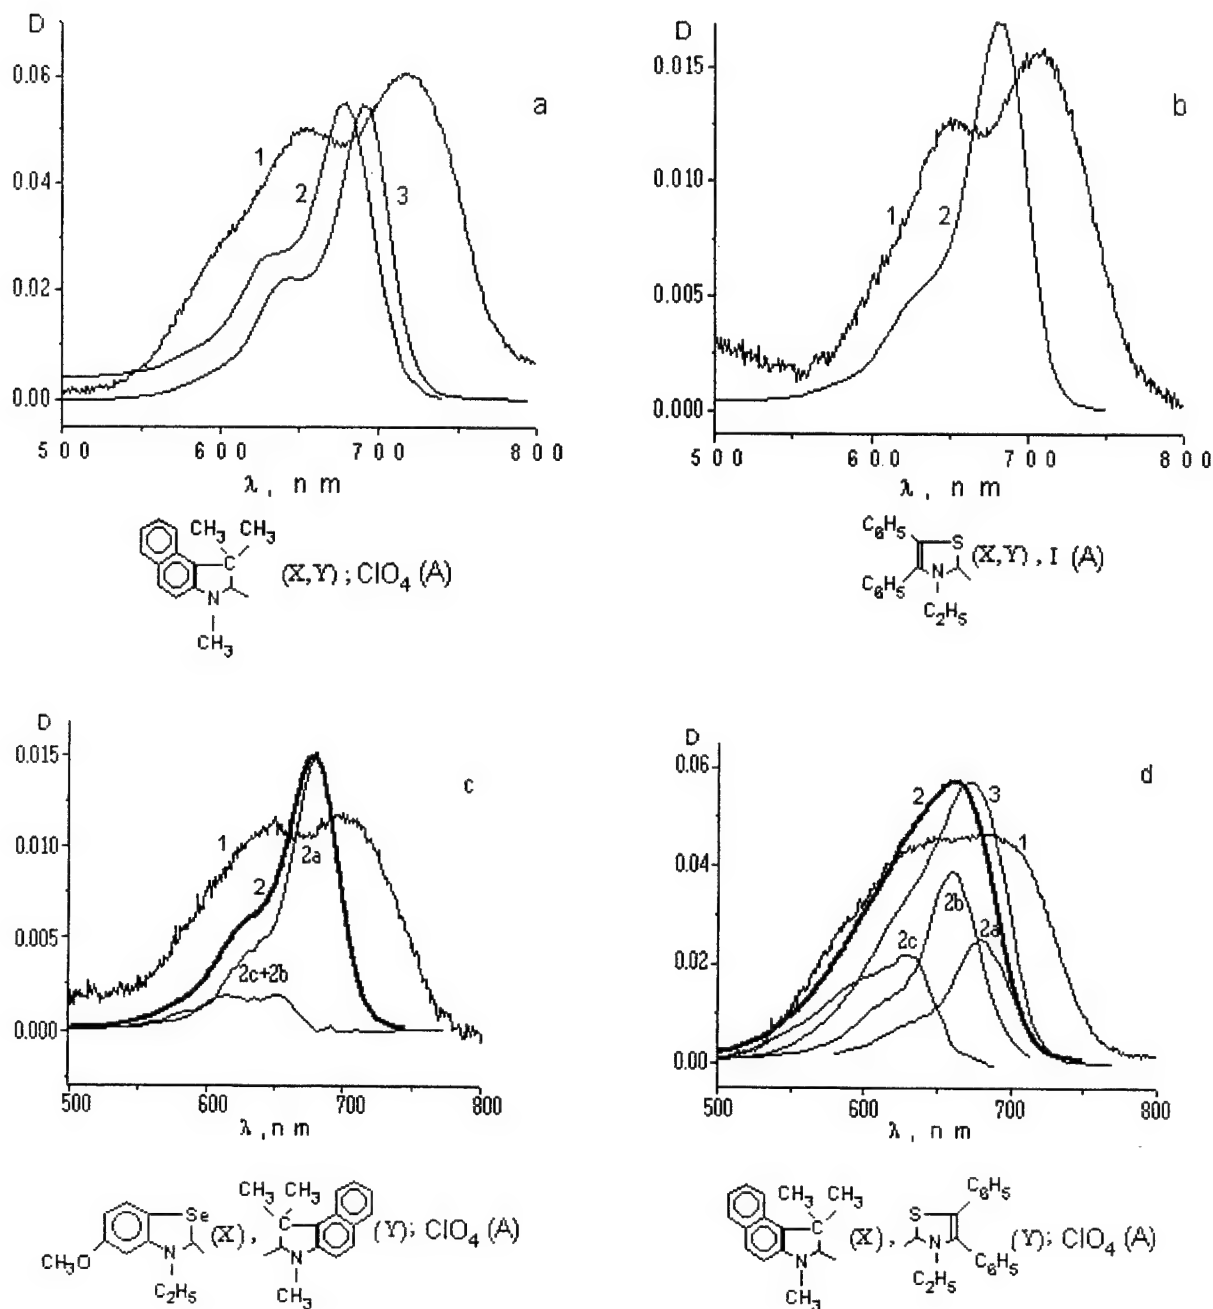 D
0.06
0.04
0.02
0.00
a
1
2
3
5 0 0 6 0 0 7 0 0 8 0 0
λ , n m
CH₃ CH₃
C
N
CH₃
(X,Y) ; ClO₄ (A)
D
0.015
0.010
0.005
0.000
b
1
2
5 0 0 6 0 0 7 0 0 8 0 0
λ , n m
C₆H₅
S
C₆H₅
N
C₂H₅
(X,Y) , I (A)
D
0.015
0.010
0.005
0.000
c
1
2
2a
2c+2b
500 600 700 800
λ , n m
Se
CH₃O
N
C₂H₅
(X) ,
CH₃ CH₃
C
N
CH₃
(Y); ClO₄ (A)
D
0.06
0.04
0.02
0.00
d
2
3
1
2b
2a
2c
500 600 700 800
λ , n m
CH₃ CH₃
C
N
CH₃
(X) ,
C₆H₅
S
N
C₂H₅
C₆H₅
(Y); ClO₄ (A)